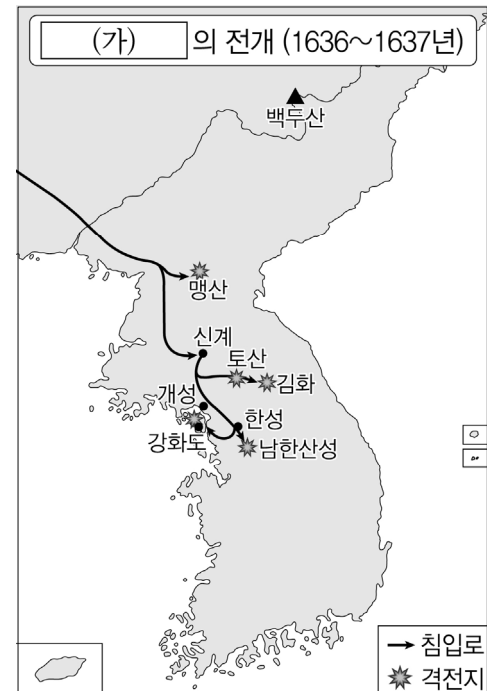 (가) 의 전개 (1636~1637년)
백두산
맹산
신계
토산
김화
개성
한성
강화도
남한산성
침입로
격전지